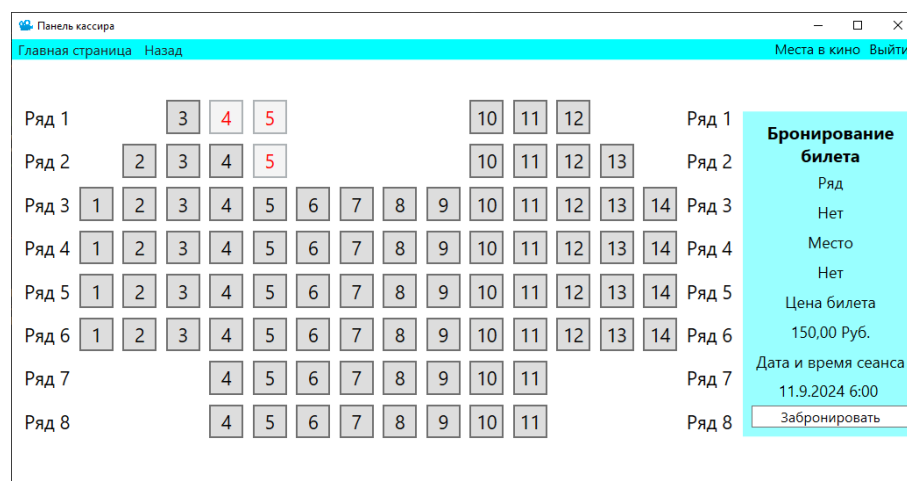 Панель кассира
Главная страница Назад Места в кино Выйти
Ряд 1 3 4 5 10 11 12 Ряд 1
Ряд 2 2 3 4 5 10 11 12 13 Ряд 2
Ряд 3 1 2 3 4 5 6 7 8 9 10 11 12 13 14 Ряд 3
Ряд 4 1 2 3 4 5 6 7 8 9 10 11 12 13 14 Ряд 4
Ряд 5 1 2 3 4 5 6 7 8 9 10 11 12 13 14 Ряд 5
Ряд 6 1 2 3 4 5 6 7 8 9 10 11 12 13 14 Ряд 6
Ряд 7 4 5 6 7 8 9 10 11 Ряд 7
Ряд 8 4 5 6 7 8 9 10 11 Ряд 8
Бронирование
билета
Ряд
Нет
Место
Нет
Цена билета
150,00 Руб.
Дата и время сеанса
11.9.2024 6:00
Забронировать